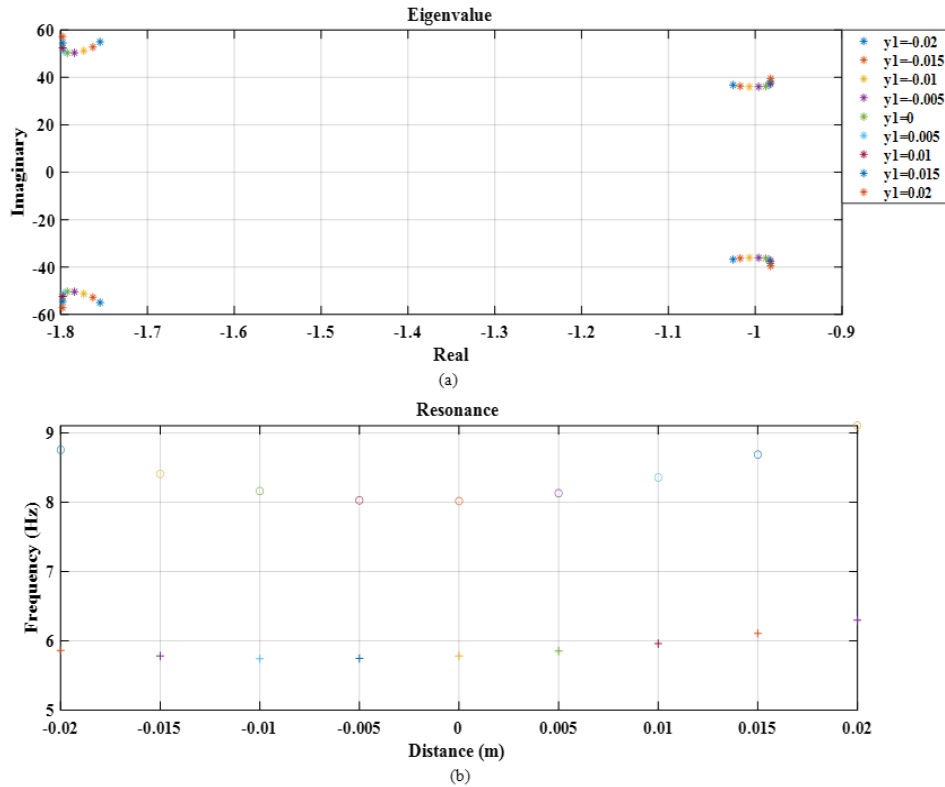 Eigenvalue
60
40
20
0
-20
-40
-60
Imaginary
-1.8
-1.7
-1.6
-1.5
-1.4
-1.3
-1.2
-1.1
-1
-0.9
Real
y1=-0.02
y1=-0.015
y1=-0.01
y1=-0.005
y1=0
y1=0.005
y1=0.01
y1=0.015
y1=0.02
(a)
Resonance
9
8
7
6
5
Frequency (Hz)
-0.02
-0.015
-0.01
-0.005
0
0.005
0.01
0.015
0.02
Distance (m)
(b)